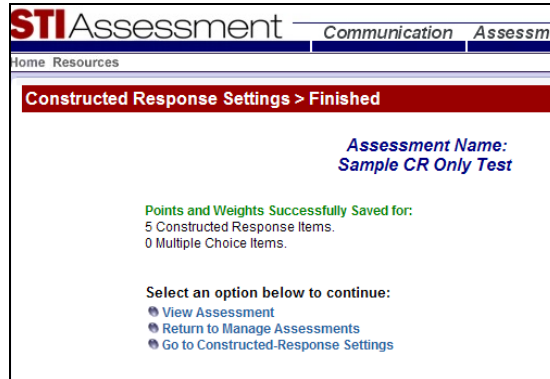 STIAssessment
Communication Assessm
Home Resources
Constructed Response Settings > Finished
Assessment Name:
Sample CR Only Test
Points and Weights Successfully Saved for:
5 Constructed Response Items.
0 Multiple Choice Items.
Select an option below to continue:
View Assessment
Return to Manage Assessments
Go to Constructed-Response Settings